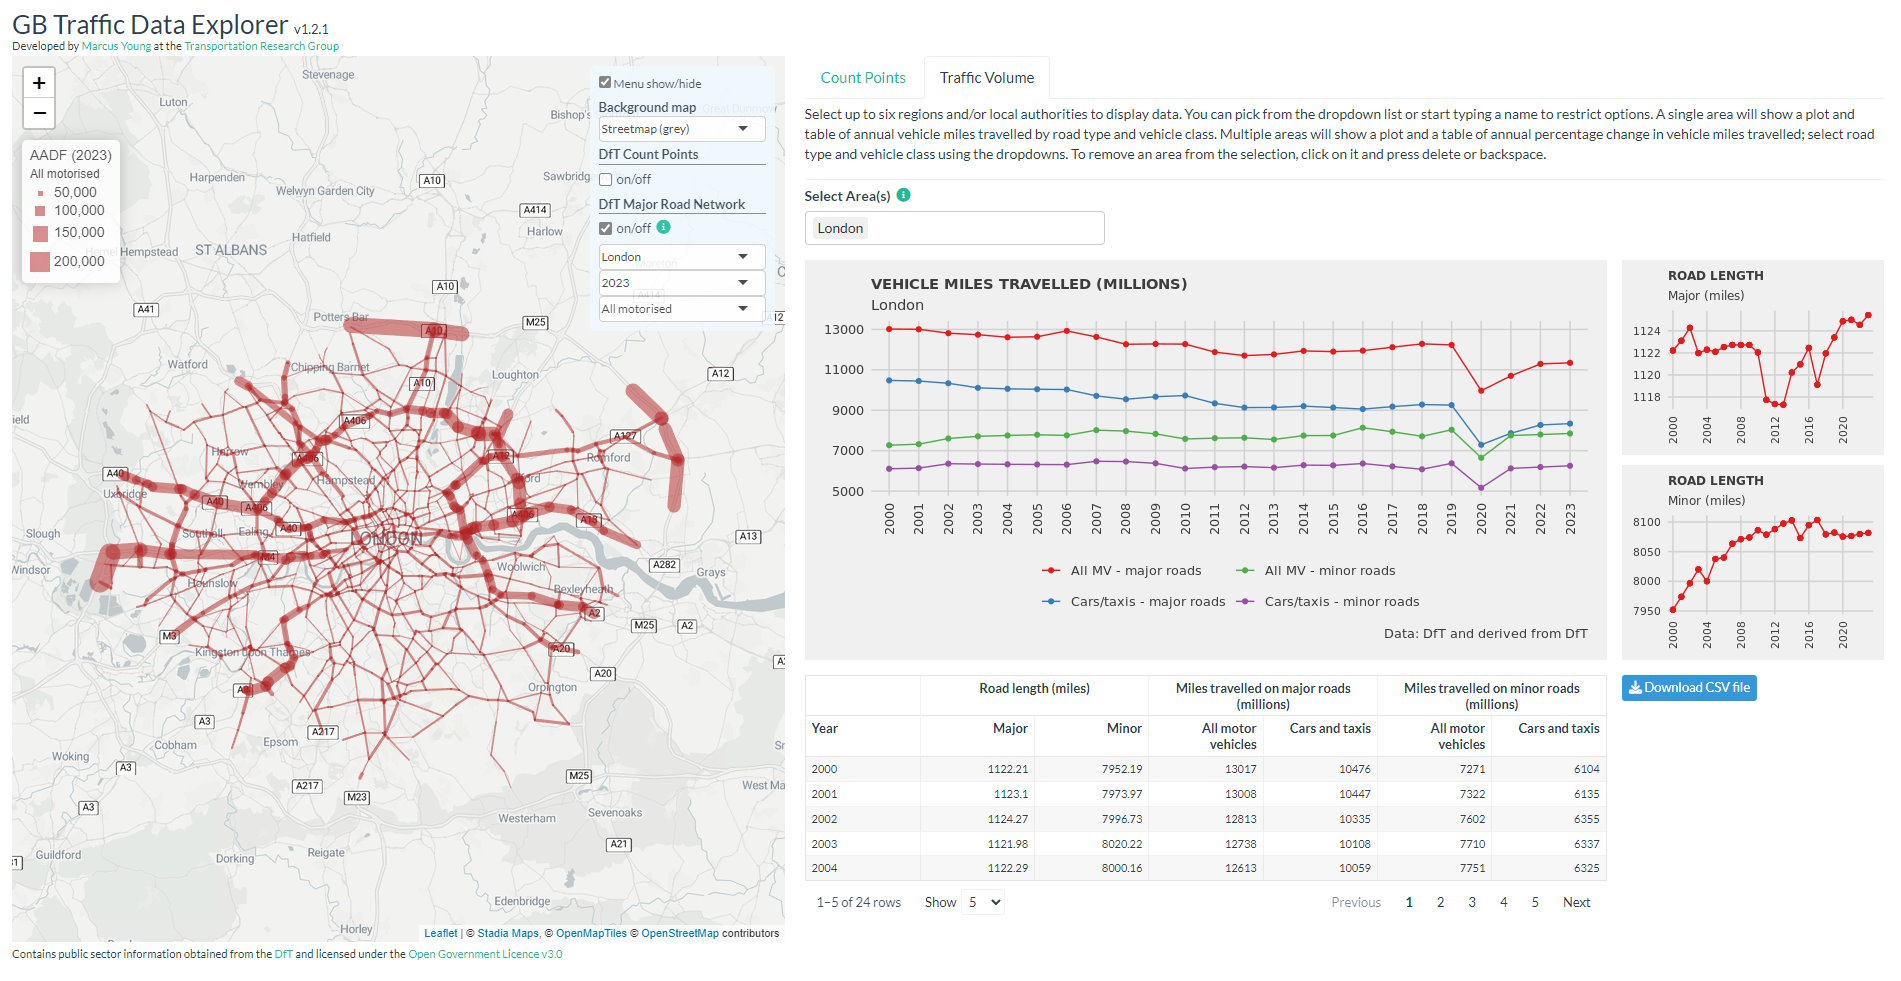 GB Traffic Data Explorer v1.2.1
Developed by Marcus Young at the Transportation Research Group
+
−
AADF (2023)
All motorised
50,000
100,000
150,000
200,000
Menu show/hide
Background map
Streetmap (grey)
DfT Count Points
on/off
DfT Major Road Network
on/off
London
2023
All motorised
Stevenage
Luton
Bishop's
Great Dunmow
Harpenden
Welwyn Garden City
A10
Sawbridg
A414
Harlow
Hemel Hempstead
ST ALBANS
Hatfield
A10
A41
Potters Bar
A10
M25
A12
Watford
Chipping Barnet
A10
Loughton
A12
ield
A406
A127
Romford
Harrow
A406
A12
A40
Uxbridge
Wembley
Hampstead
Ilford
A40
A406
A406
A13
Slough
Southall
Ealing
A40
LONDON
A13
Windsor
M4
Woolwich
A282
Grays
Hounslow
Bexleyheath
A2
M3
M25
A2
Kingston upon Thames
A20
A3
Orpington
A20
A3
A217
Woking
Cobham
Epsom
A3
M25
West Ma
A217
M23
A3
Westerham
Sevenoaks
A21
Guildford
Dorking
Reigate
Edenbridge
Horley
Leaflet | © Stadia Maps, © OpenMapTiles © OpenStreetMap contributors
Contains public sector information obtained from the DfT and licensed under the Open Government Licence v3.0
Count Points
Traffic Volume
Select up to six regions and/or local authorities to display data. You can pick from the dropdown list or start typing a name to restrict options. A single area will show a plot and
table of annual vehicle miles travelled by road type and vehicle class. Multiple areas will show a plot and a table of annual percentage change in vehicle miles travelled; select road
type and vehicle class using the dropdowns. To remove an area from the selection, click on it and press delete or backspace.
Select Area(s)
London
VEHICLE MILES TRAVELLED (MILLIONS)
London
13000
11000
9000
7000
5000
2000 2001 2002 2003 2004 2005 2006 2007 2008 2009 2010 2011 2012 2013 2014 2015 2016 2017 2018 2019 2020 2021 2022 2023
All MV - major roads
All MV - minor roads
Cars/taxis - major roads
Cars/taxis - minor roads
Data: DfT and derived from DfT
ROAD LENGTH
Major (miles)
1124
1122
1120
1118
2000 2004 2008 2012 2016 2020
ROAD LENGTH
Minor (miles)
8100
8050
8000
7950
2000 2004 2008 2012 2016 2020
Download CSV file
Road length (miles)
Miles travelled on major roads
(millions)
Miles travelled on minor roads
(millions)
Year Major Minor All motor vehicles Cars and taxis All motor vehicles Cars and taxis
2000 1122.21 7952.19 13017 10476 7271 6104
2001 1123.1 7973.97 13008 10447 7322 6135
2002 1124.27 7996.73 12813 10335 7602 6355
2003 1121.98 8020.22 12738 10108 7710 6337
2004 1122.29 8000.16 12613 10059 7751 6325
1–5 of 24 rows Show 5
Previous 1 2 3 4 5 Next